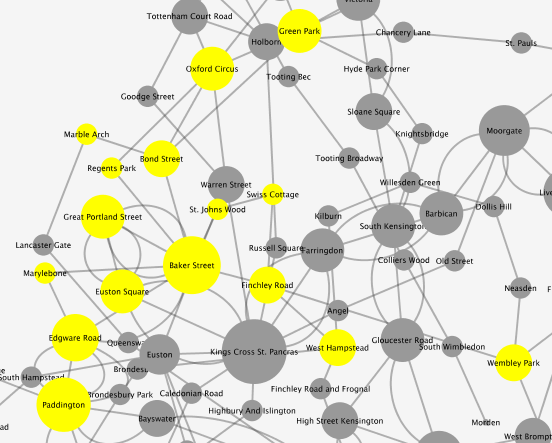 Victoria
Tottenham Court Road
Green Park
Chancery Lane
Holborn
St. Pauls
Oxford Circus
Hyde Park Corner
Tooting Bec
Goodge Street
Sloane Square
Marble Arch
Knightsbridge
Moorgate
Bond Street
Tooting Broadway
Regents Park
Willesden Green
Warren Street
Swiss Cottage
Live
St. Johns Wood
Dollis Hill
Great Portland Street
Kilburn
Barbican
South Kensington
Lancaster Gate
Russell Square
Farringdon
Colliers Wood
Old Street
Baker Street
Marylebone
Finchley Road
Euston Square
Neasden
F
Angel
Edgware Road
Queensw
Gloucester Road
West Hampstead
South Wimbledon
Euston
Kings Cross St. Pancras
Wembley Park
Brondesb
South Hampstead
Finchley Road and Frognal
Brondesbury Park
Caledonian Road
Paddington
Highbury And Islington
Bayswater
High Street Kensington
Morden
ad
West Brompt